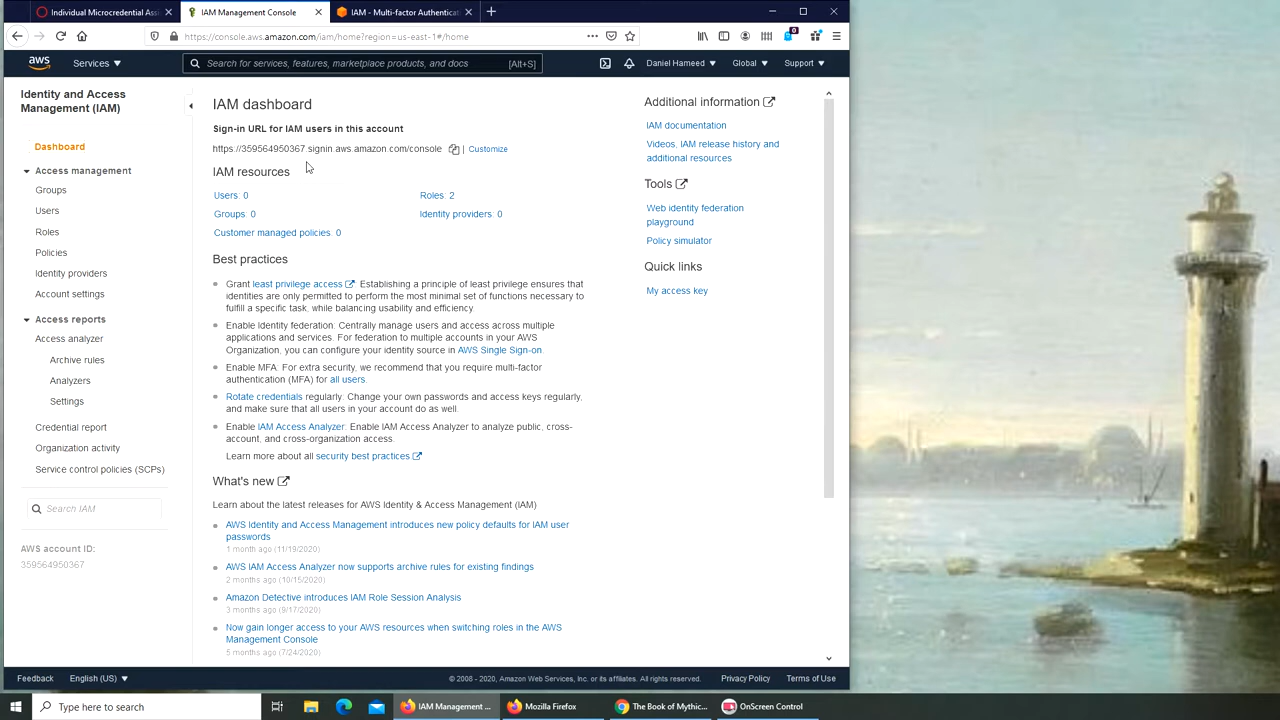 Individual Microcredential Ass
IAM Management Console
IAM - Multi-factor Authenticat
https://console.aws.amazon.com/iam/home?region=us-east-1#/home
aws
Services
Search for services, features, marketplace products, and docs
[Alt+S]
Daniel Hameed
Global
Support
Identity and Access
Management (IAM)
Dashboard
Access management
Groups
Users
Roles
Policies
Identity providers
Account settings
Access reports
Access analyzer
Archive rules
Analyzers
Settings
Credential report
Organization activity
Service control policies (SCPs)
Search IAM
AWS account ID:
359564950367
IAM dashboard
Sign-in URL for IAM users in this account
https://359564950367.signin.aws.amazon.com/console | Customize
IAM resources
Users: 0
Roles: 2
Groups: 0
Identity providers: 0
Customer managed policies: 0
Best practices
Grant least privilege access : Establishing a principle of least privilege ensures that
identities are only permitted to perform the most minimal set of functions necessary to
fulfill a specific task, while balancing usability and efficiency.
Enable Identity federation: Centrally manage users and access across multiple
applications and services. For federation to multiple accounts in your AWS
Organization, you can configure your identity source in AWS Single Sign-on.
Enable MFA: For extra security, we recommend that you require multi-factor
authentication (MFA) for all users.
Rotate credentials regularly: Change your own passwords and access keys regularly,
and make sure that all users in your account do as well.
Enable IAM Access Analyzer: Enable IAM Access Analyzer to analyze public, cross-
account, and cross-organization access.
Learn more about all security best practices
What's new
Learn about the latest releases for AWS Identity & Access Management (IAM)
AWS Identity and Access Management introduces new policy defaults for IAM user
passwords
1 month ago (11/19/2020)
AWS IAM Access Analyzer now supports archive rules for existing findings
2 months ago (10/15/2020)
Amazon Detective introduces IAM Role Session Analysis
3 months ago (9/17/2020)
Now gain longer access to your AWS resources when switching roles in the AWS
Management Console
5 months ago (7/24/2020)
Additional information
IAM documentation
Videos, IAM release history and
additional resources
Tools
Web identity federation
playground
Policy simulator
Quick links
My access key
Feedback
English (US)
© 2008 - 2020, Amazon Web Services, Inc. or its affiliates. All rights reserved.
Privacy Policy
Terms of Use
Type here to search
IAM Management ...
Mozilla Firefox
The Book of Mythic...
OnScreen Control